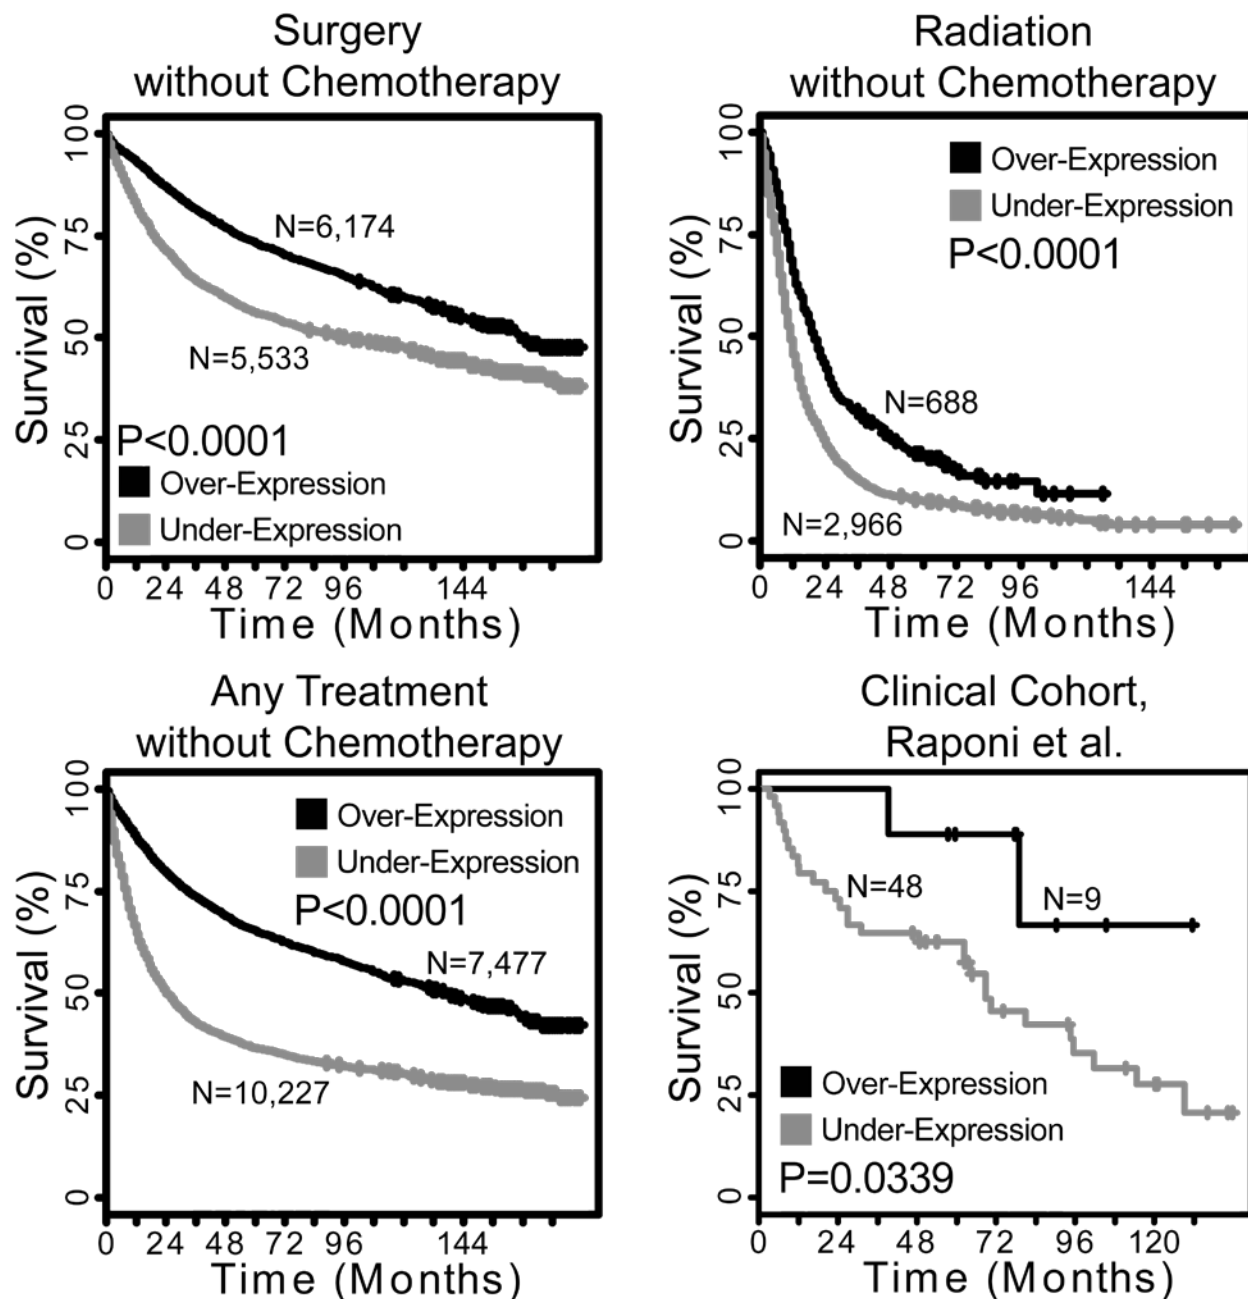 Surgery
without Chemotherapy
100
75
50
25
0
Survival (%)
N=6,174
N=5,533
P<0.0001
Over-Expression
Under-Expression
0 24 48 72 96 144
Time (Months)
Radiation
without Chemotherapy
100
75
50
25
0
Survival (%)
Over-Expression
Under-Expression
P<0.0001
N=688
N=2,966
0 24 48 72 96 144
Time (Months)
Any Treatment
without Chemotherapy
100
75
50
25
0
Survival (%)
Over-Expression
Under-Expression
P<0.0001
N=7,477
N=10,227
0 24 48 72 96 144
Time (Months)
Clinical Cohort,
Raponi et al.
100
75
50
25
0
Survival (%)
N=48
N=9
Over-Expression
Under-Expression
P=0.0339
0 24 48 72 96 120
Time (Months)